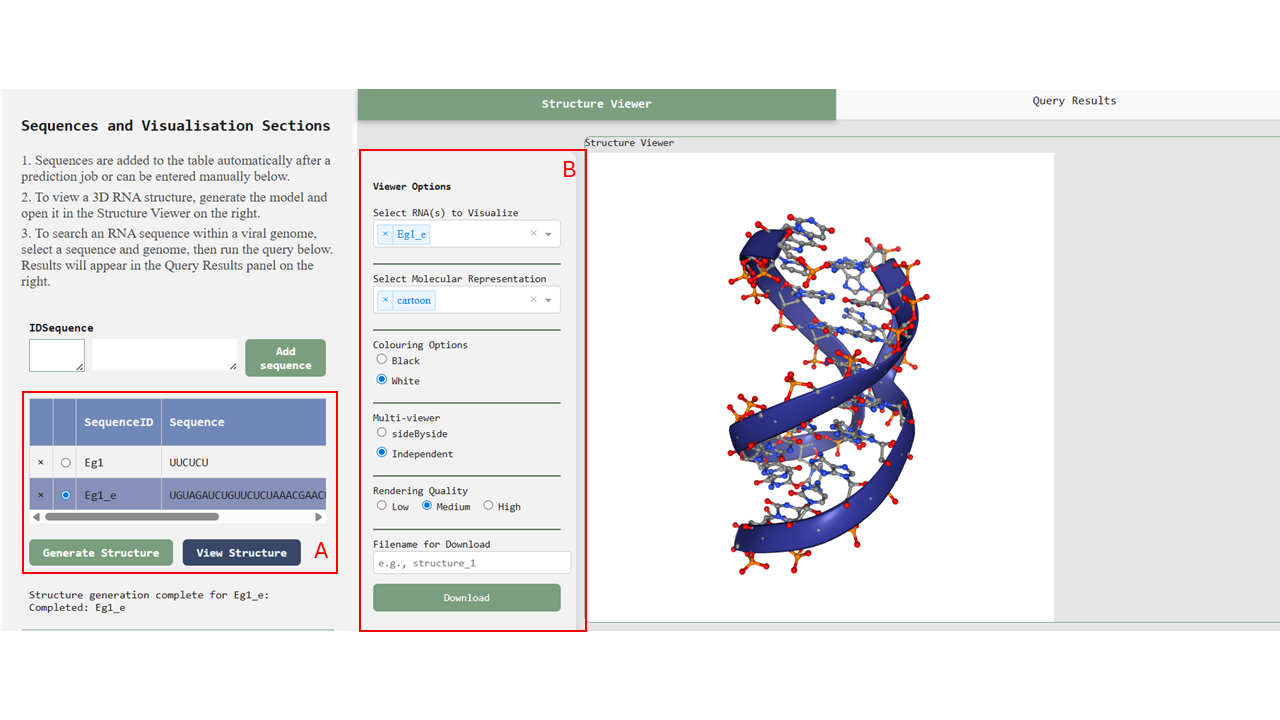 Sequences and Visualisation Sections
1. Sequences are added to the table automatically after a
prediction job or can be entered manually below.
2. To view a 3D RNA structure, generate the model and
open it in the Structure Viewer on the right.
3. To search an RNA sequence within a viral genome,
select a sequence and genome, then run the query below.
Results will appear in the Query Results panel on the
right.
IDSequence
Add
sequence
SequenceID Sequence
× Eg1 UUCUCU
× Eg1_e UGUAGAUCUGUUCUCUAAACGAAC
Generate Structure View Structure A
Structure generation complete for Eg1_e:
Completed: Eg1_e
Structure Viewer Query Results
B
Viewer Options
Select RNA(s) to Visualize
× Eg1_e ×
Select Molecular Representation
× cartoon ×
Colouring Options
Black
White
Multi-viewer
sideByside
Independent
Rendering Quality
Low Medium High
Filename for Download
e.g., structure_1
Download
Structure Viewer